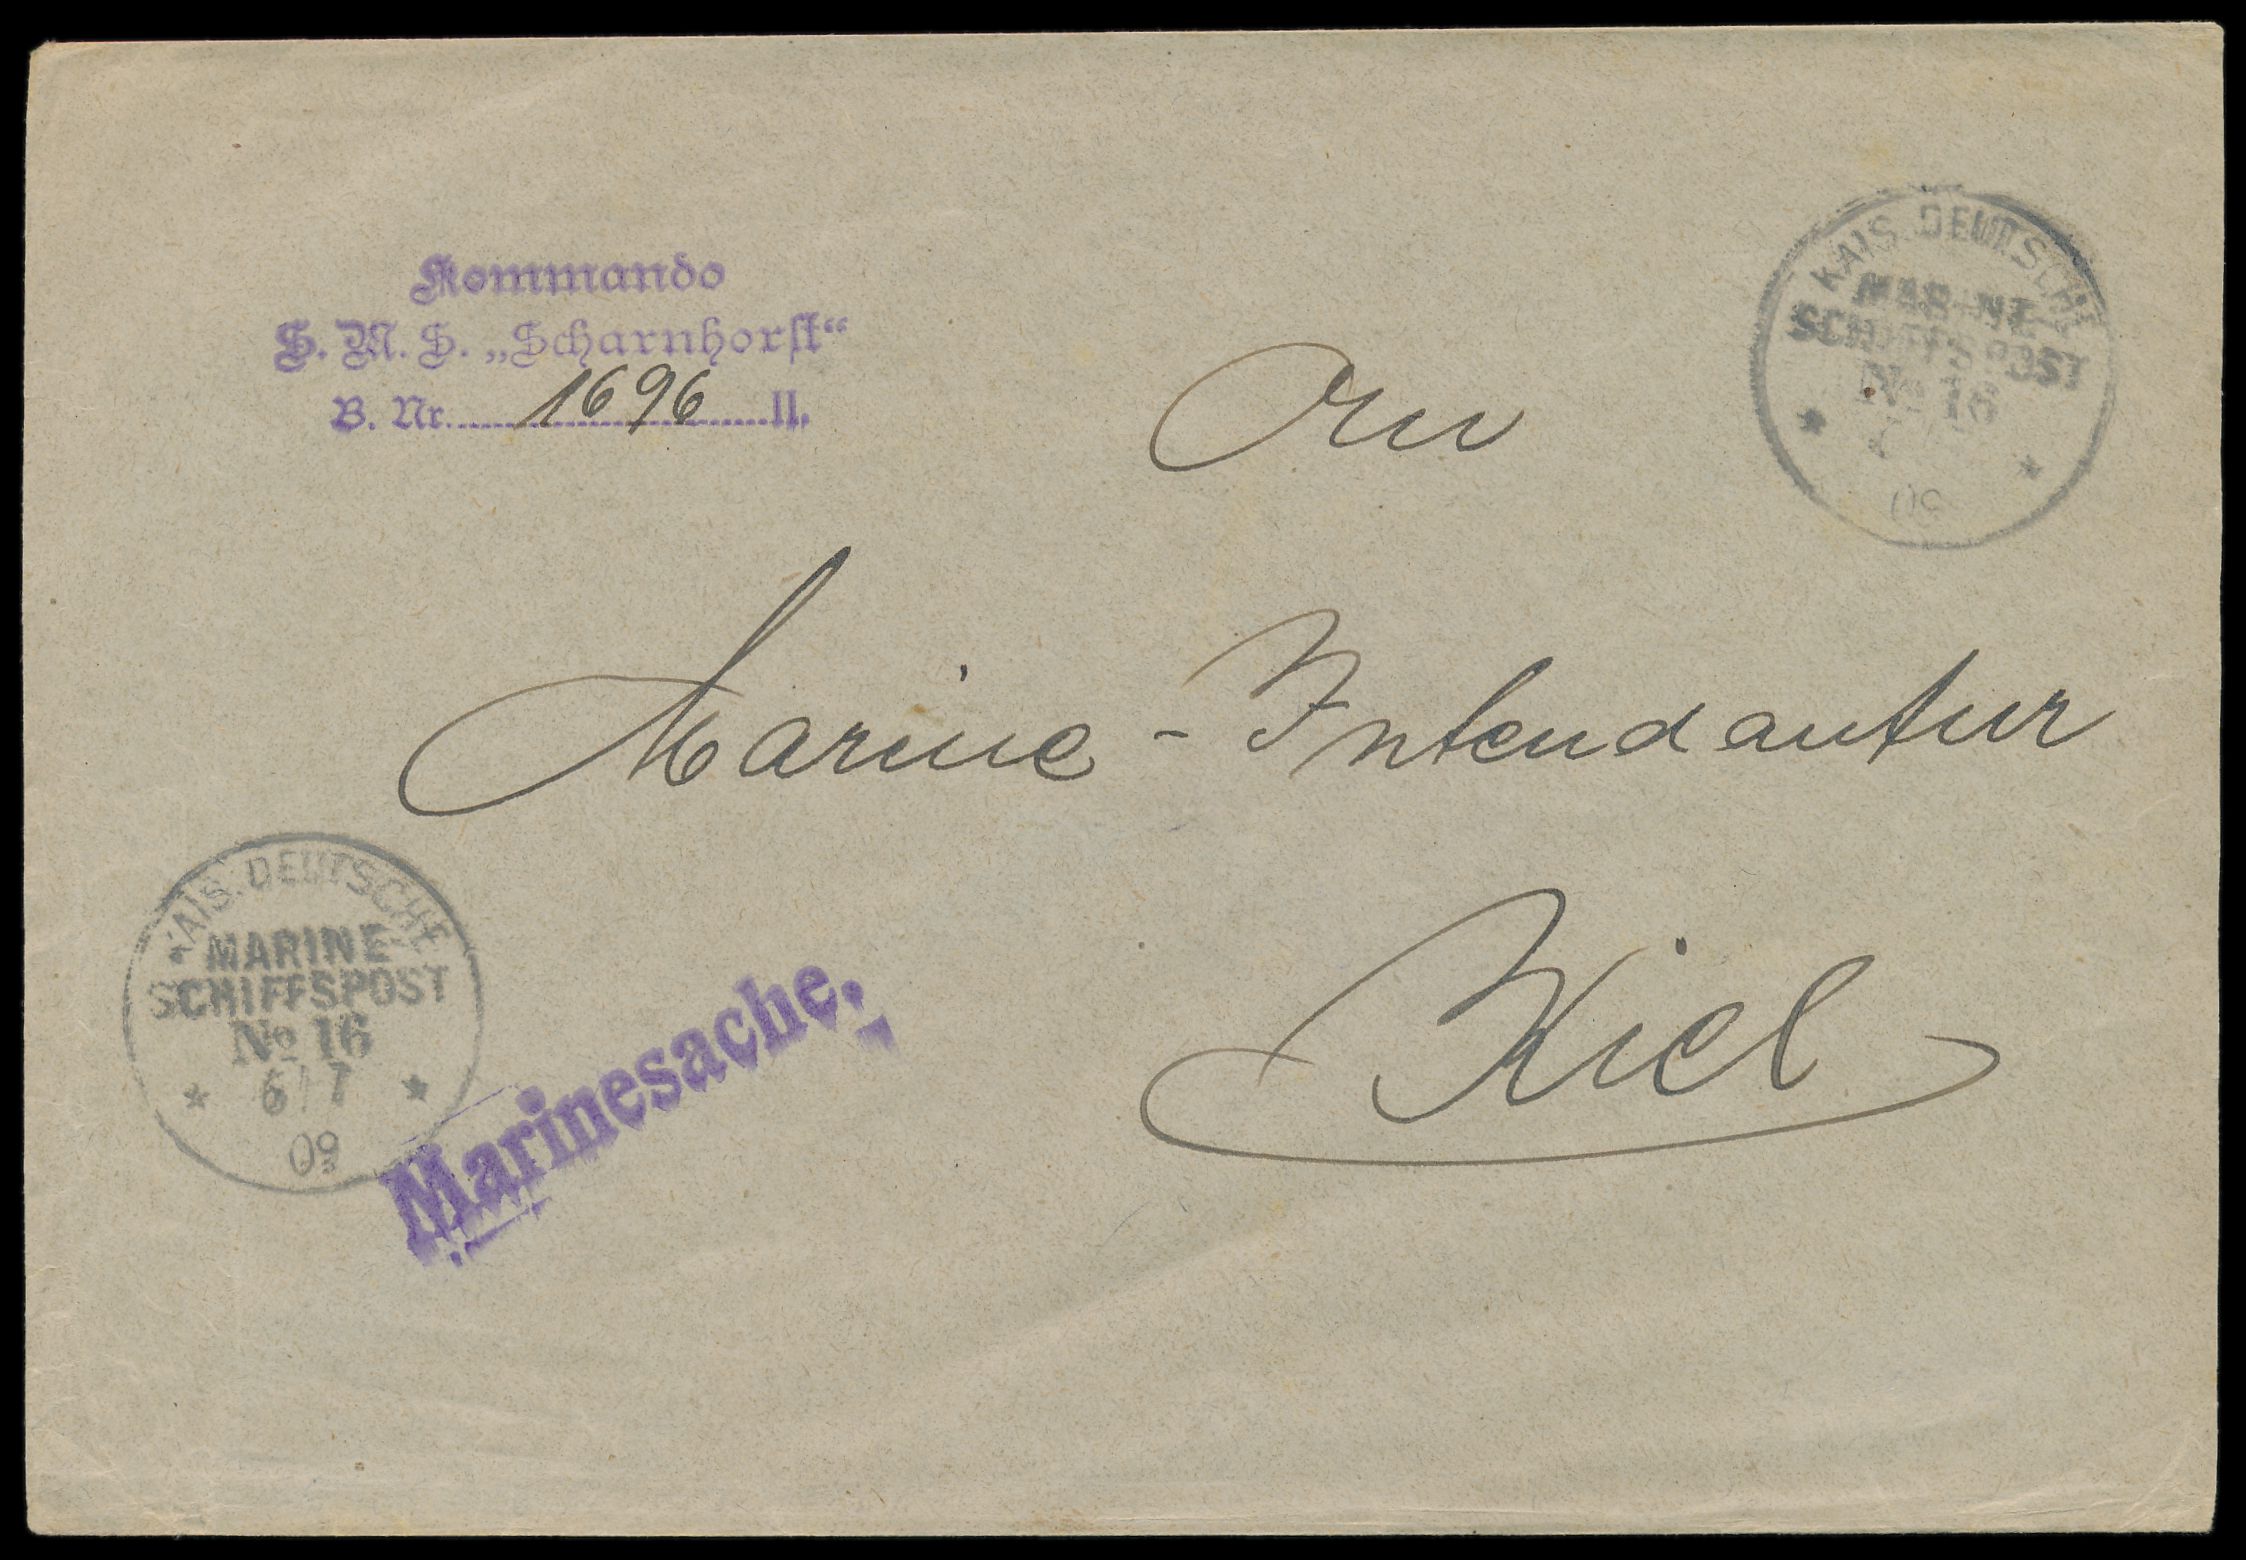 Kommando
S. M. S. „Scharnhorst“
B. Nr. 1696 II.
KAIS. DEUTSCHE
MARINE-
SCHIFFSPOST
No 16
09
An
Marine-Intendantur
Kiel
KAIS. DEUTSCHE
MARINE-
SCHIFFSPOST
No 16
* 6/7 *
09
Marinesache.